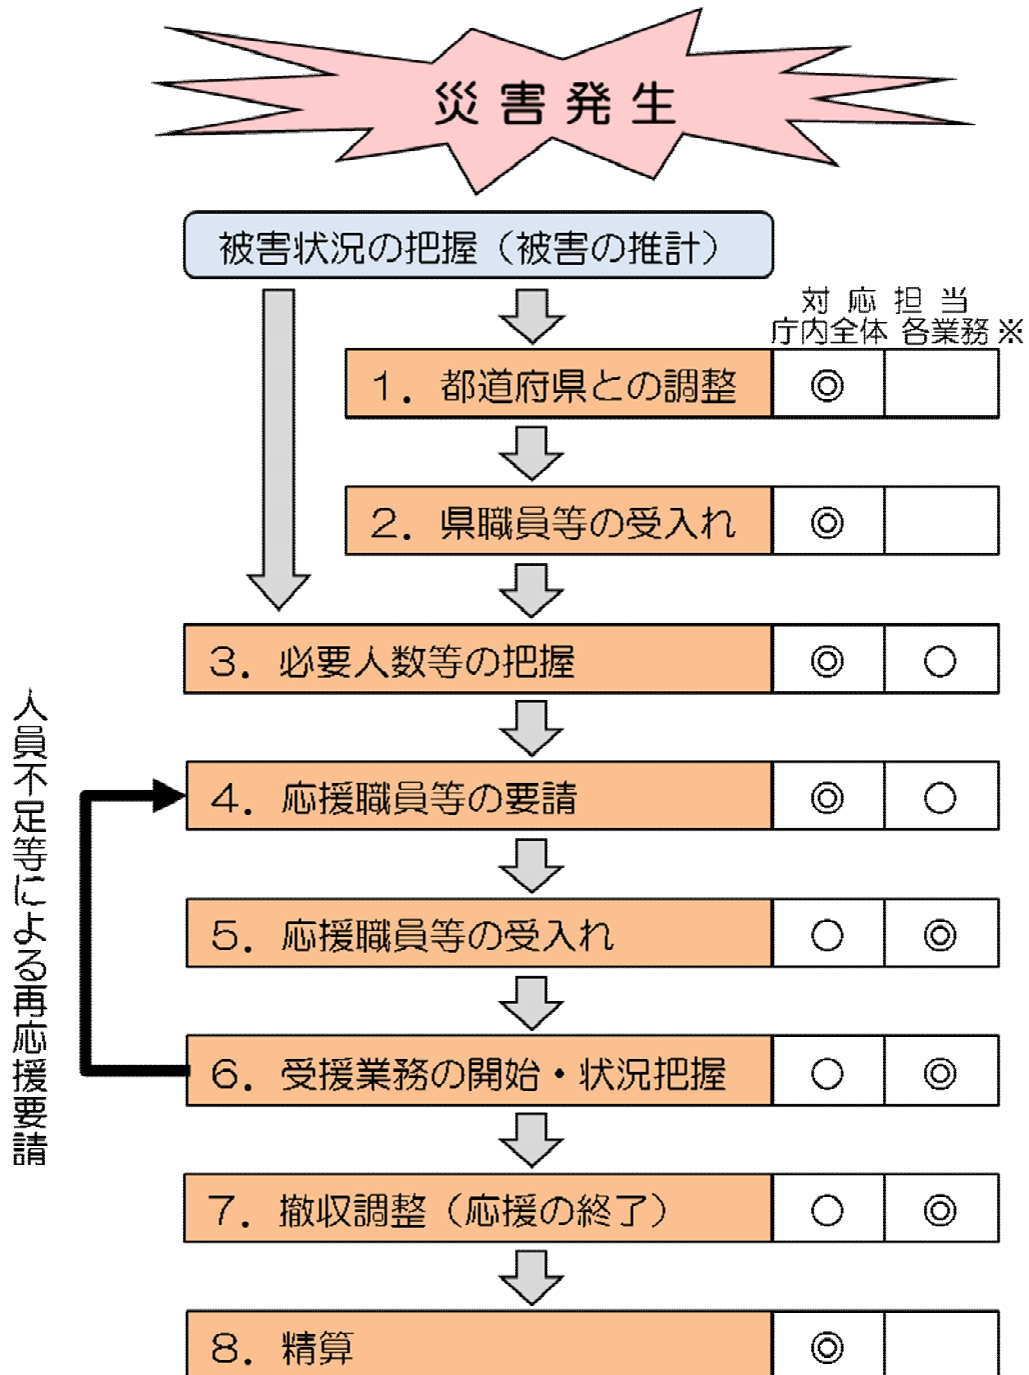 災害発生
被害状況の把握（被害の推計）
対応担当
庁内全体 各業務※
１．都道府県との調整 ◎
２．県職員等の受入れ ◎
３．必要人数等の把握 ◎ ○
４．応援職員等の要請 ◎ ○
５．応援職員等の受入れ ○ ◎
６．受援業務の開始・状況把握 ○ ◎
７．撤収調整（応援の終了） ○ ◎
８．精算 ◎
人員不足等による再応援要請